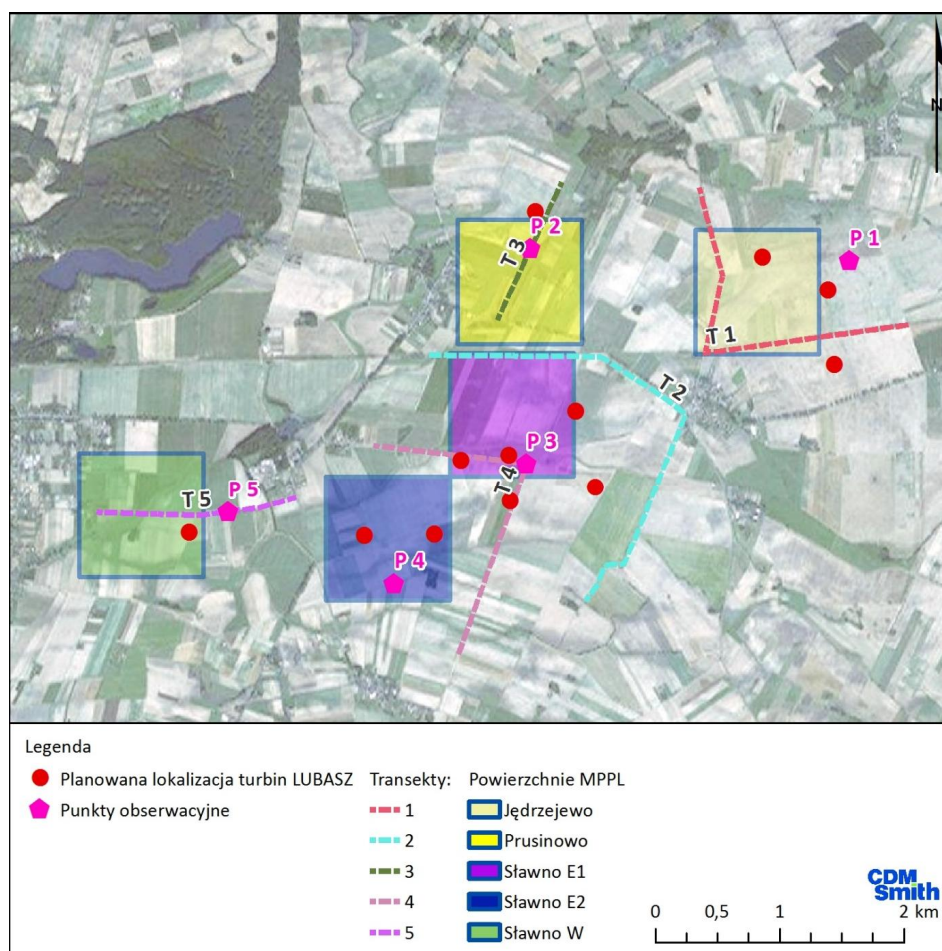 N
P 2
T 3
P 1
T 1
T 2
P 3
T 4
T 5
P 5
P 4
Legenda
Planowana lokalizacja turbin LUBASZ
Punkty obserwacyjne
Transekty:
1
2
3
4
5
Powierzchnie MPPL
Jędrzejewo
Prusinowo
Sławno E1
Sławno E2
Sławno W
CDM
Smith
0 0,5 1 2 km